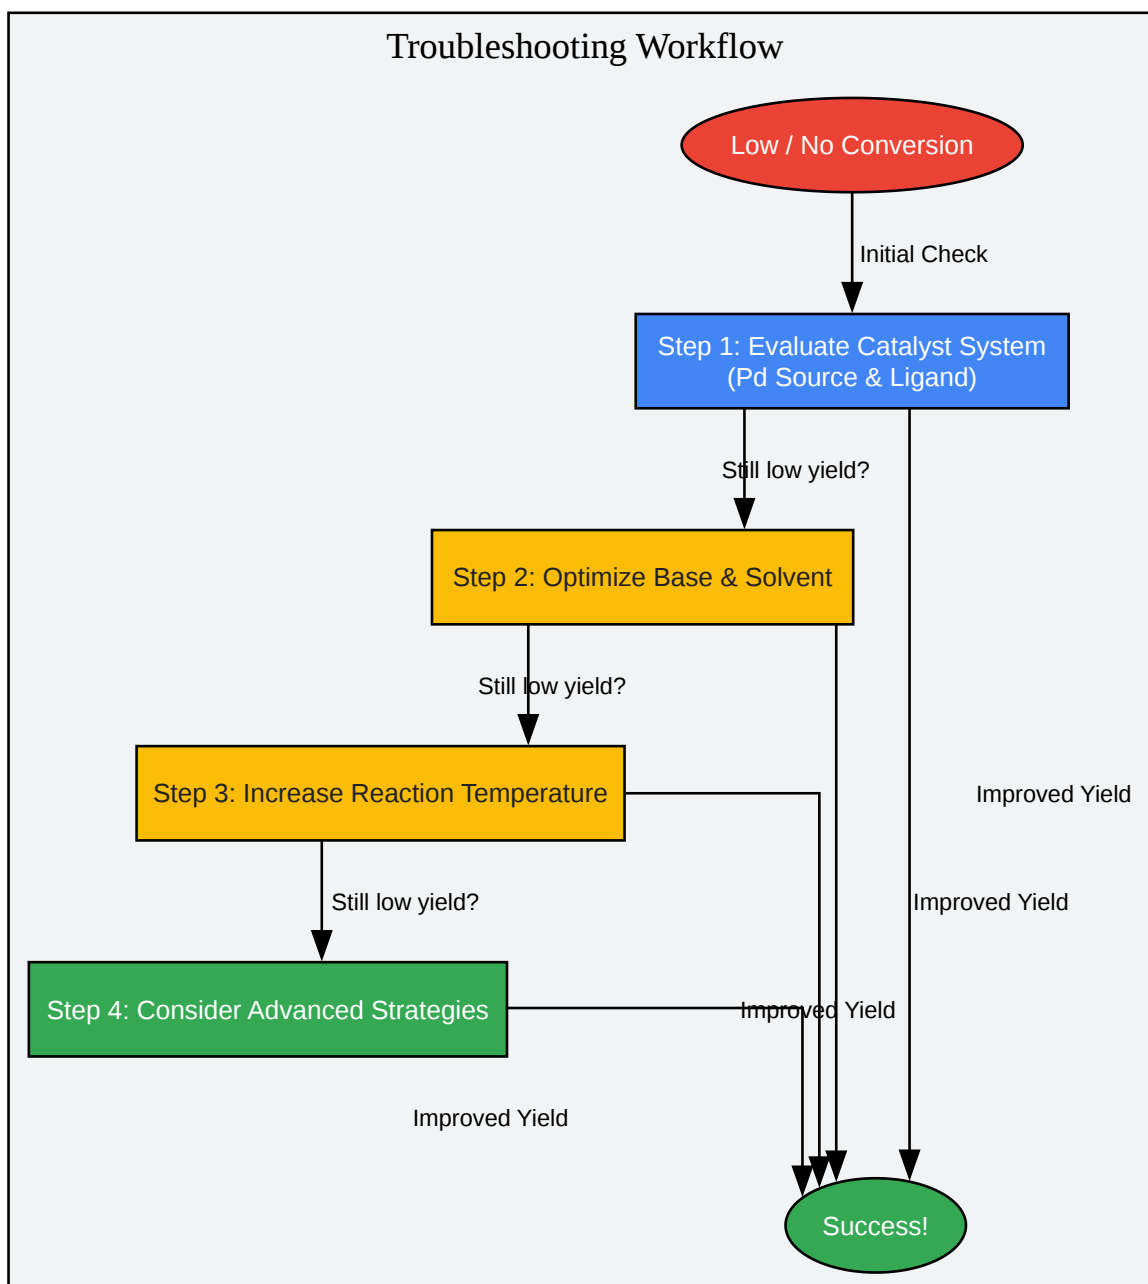 Troubleshooting Workflow
Low / No Conversion
Initial Check
Step 1: Evaluate Catalyst System
(Pd Source & Ligand)
Still low yield?
Step 2: Optimize Base & Solvent
Still low yield?
Step 3: Increase Reaction Temperature
Improved Yield
Still low yield?
Improved Yield
Step 4: Consider Advanced Strategies
Improved Yield
Improved Yield
Success!